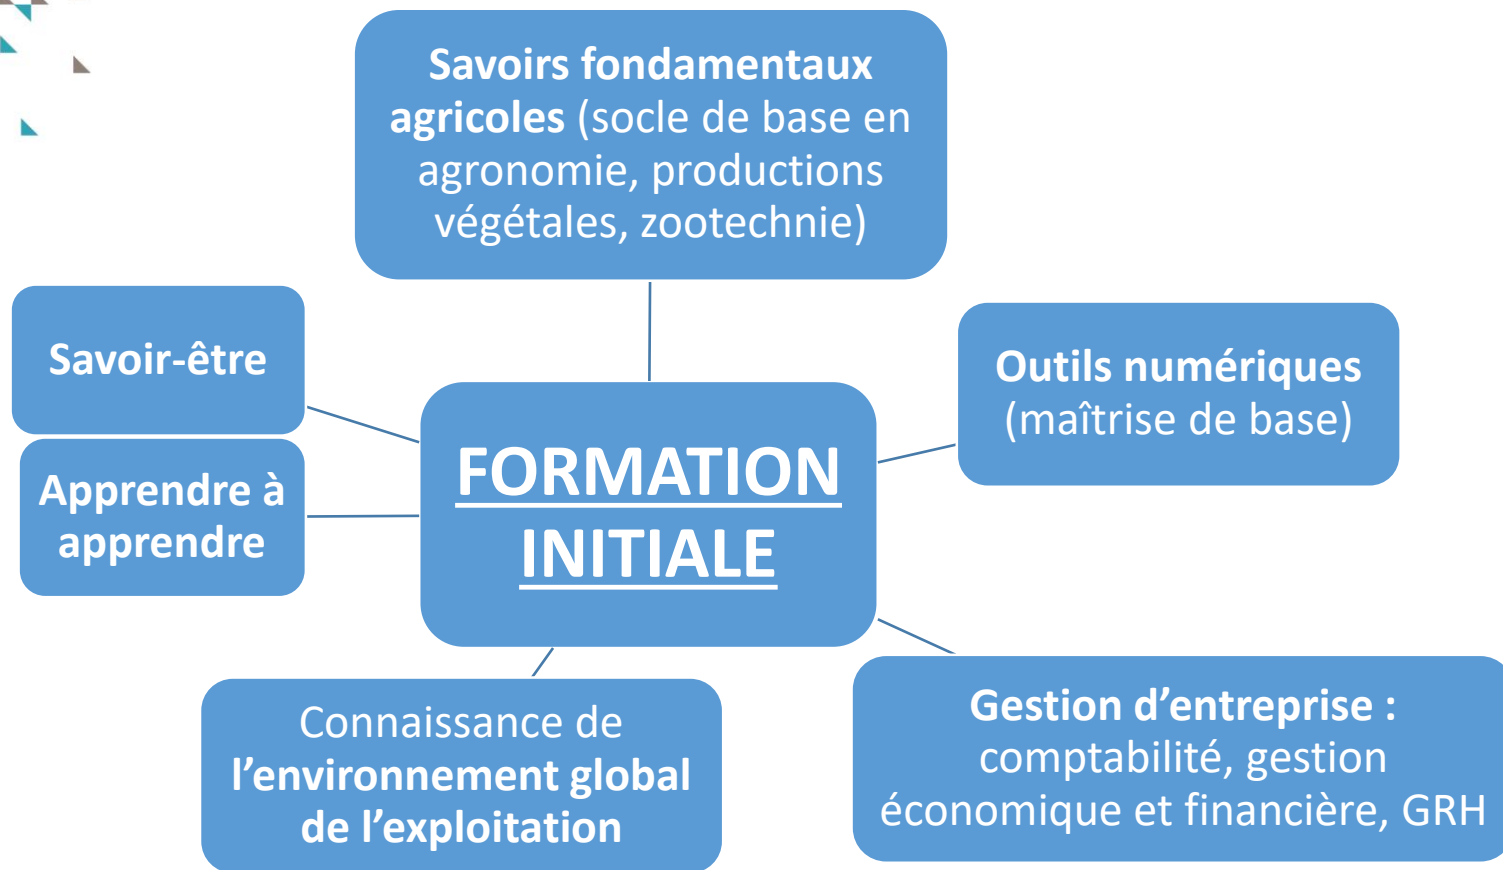 Savoirs fondamentaux
agricoles (socle de base en
agronomie, productions
végétales, zootechnie)
Savoir-être
Apprendre à
apprendre
FORMATION
INITIALE
Outils numériques
(maîtrise de base)
Connaissance de
l’environnement global
de l’exploitation
Gestion d’entreprise :
comptabilité, gestion
économique et financière, GRH